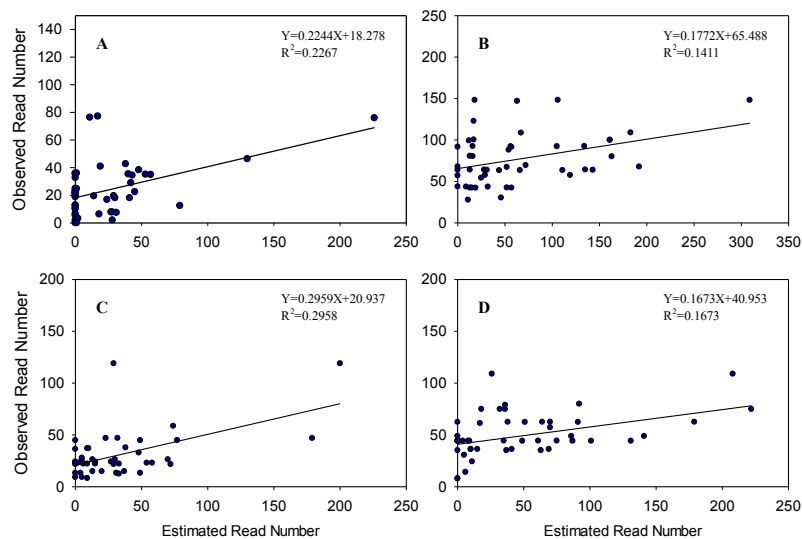 A
Y=0.2244X+18.278
R²=0.2267
140
120
100
80
60
40
20
0
0 50 100 150 200 250
Observed Read Number
B
Y=0.1772X+65.488
R²=0.1411
250
200
150
100
50
0
0 50 100 150 200 250 300 350
C
Y=0.2959X+20.937
R²=0.2958
200
150
100
50
0
0 50 100 150 200 250
Observed Read Number
Estimated Read Number
D
Y=0.1673X+40.953
R²=0.1673
200
150
100
50
0
0 50 100 150 200 250
Estimated Read Number